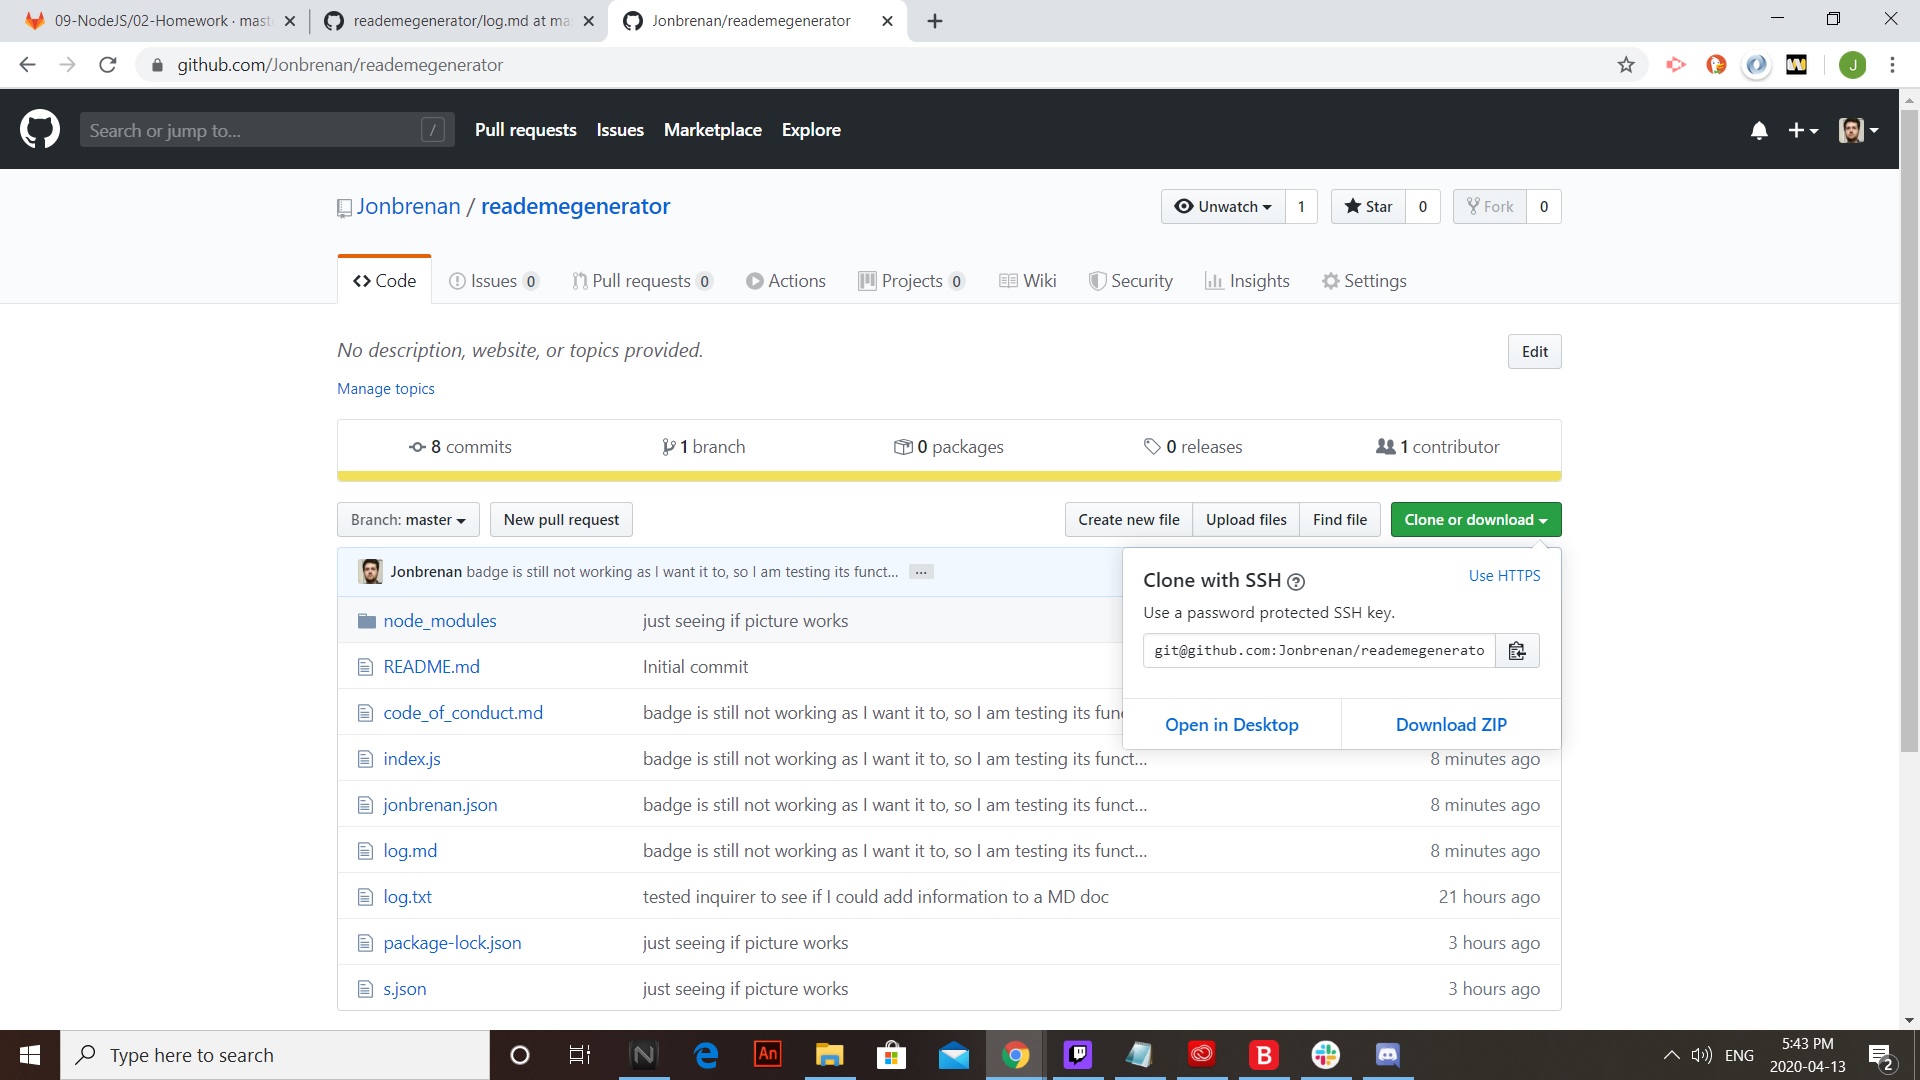 09-NodeJS/02-Homework · mast
reademegenerator/log.md at ma
Jonbrenan/reademegenerator
github.com/Jonbrenan/reademegenerator
J
Search or jump to...
/
Pull requests
Issues
Marketplace
Explore
Jonbrenan / reademegenerator
Unwatch 1
Star 0
Fork 0
Code
Issues 0
Pull requests 0
Actions
Projects 0
Wiki
Security
Insights
Settings
No description, website, or topics provided.
Edit
Manage topics
8 commits
1 branch
0 packages
0 releases
1 contributor
Branch: master
New pull request
Create new file
Upload files
Find file
Clone or download
Jonbrenan badge is still not working as I want it to, so I am testing its funct... ...
Clone with SSH ?
Use HTTPS
Use a password protected SSH key.
git@github.com:Jonbrenan/reademegenerato
Open in Desktop
Download ZIP
node_modules just seeing if picture works
README.md Initial commit
code_of_conduct.md badge is still not working as I want it to, so I am testing its fun
index.js badge is still not working as I want it to, so I am testing its funct... 8 minutes ago
jonbrenan.json badge is still not working as I want it to, so I am testing its funct... 8 minutes ago
log.md badge is still not working as I want it to, so I am testing its funct... 8 minutes ago
log.txt tested inquirer to see if I could add information to a MD doc 21 hours ago
package-lock.json just seeing if picture works 3 hours ago
s.json just seeing if picture works 3 hours ago
Type here to search
N
An
B
ENG
5:43 PM
2020-04-13
2